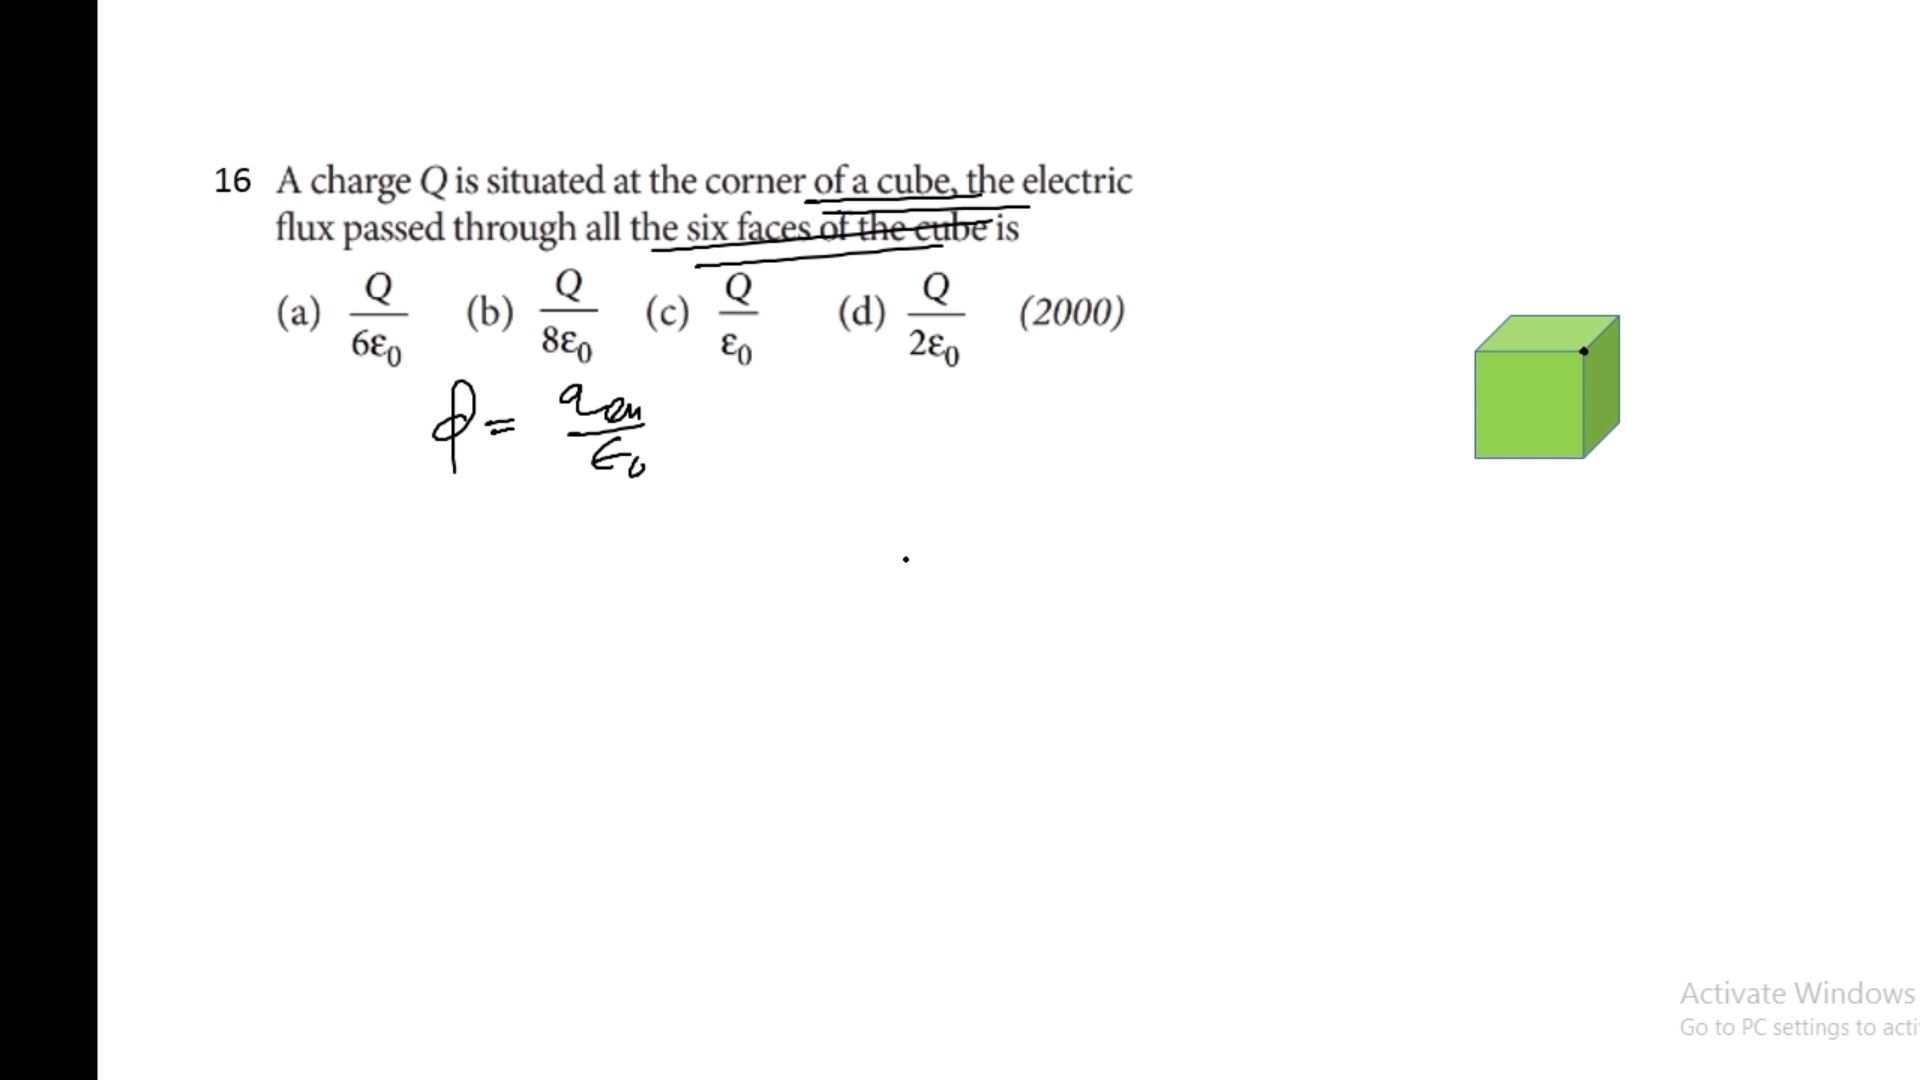 16 A charge Q is situated at the corner of a cube, the electric
flux passed through all the six faces of the cube is
(a) Q/6ε₀ (b) Q/8ε₀ (c) Q/ε₀ (d) Q/2ε₀ (2000)
ϕ = q_en/ε₀
Activate Windows
Go to PC settings to acti